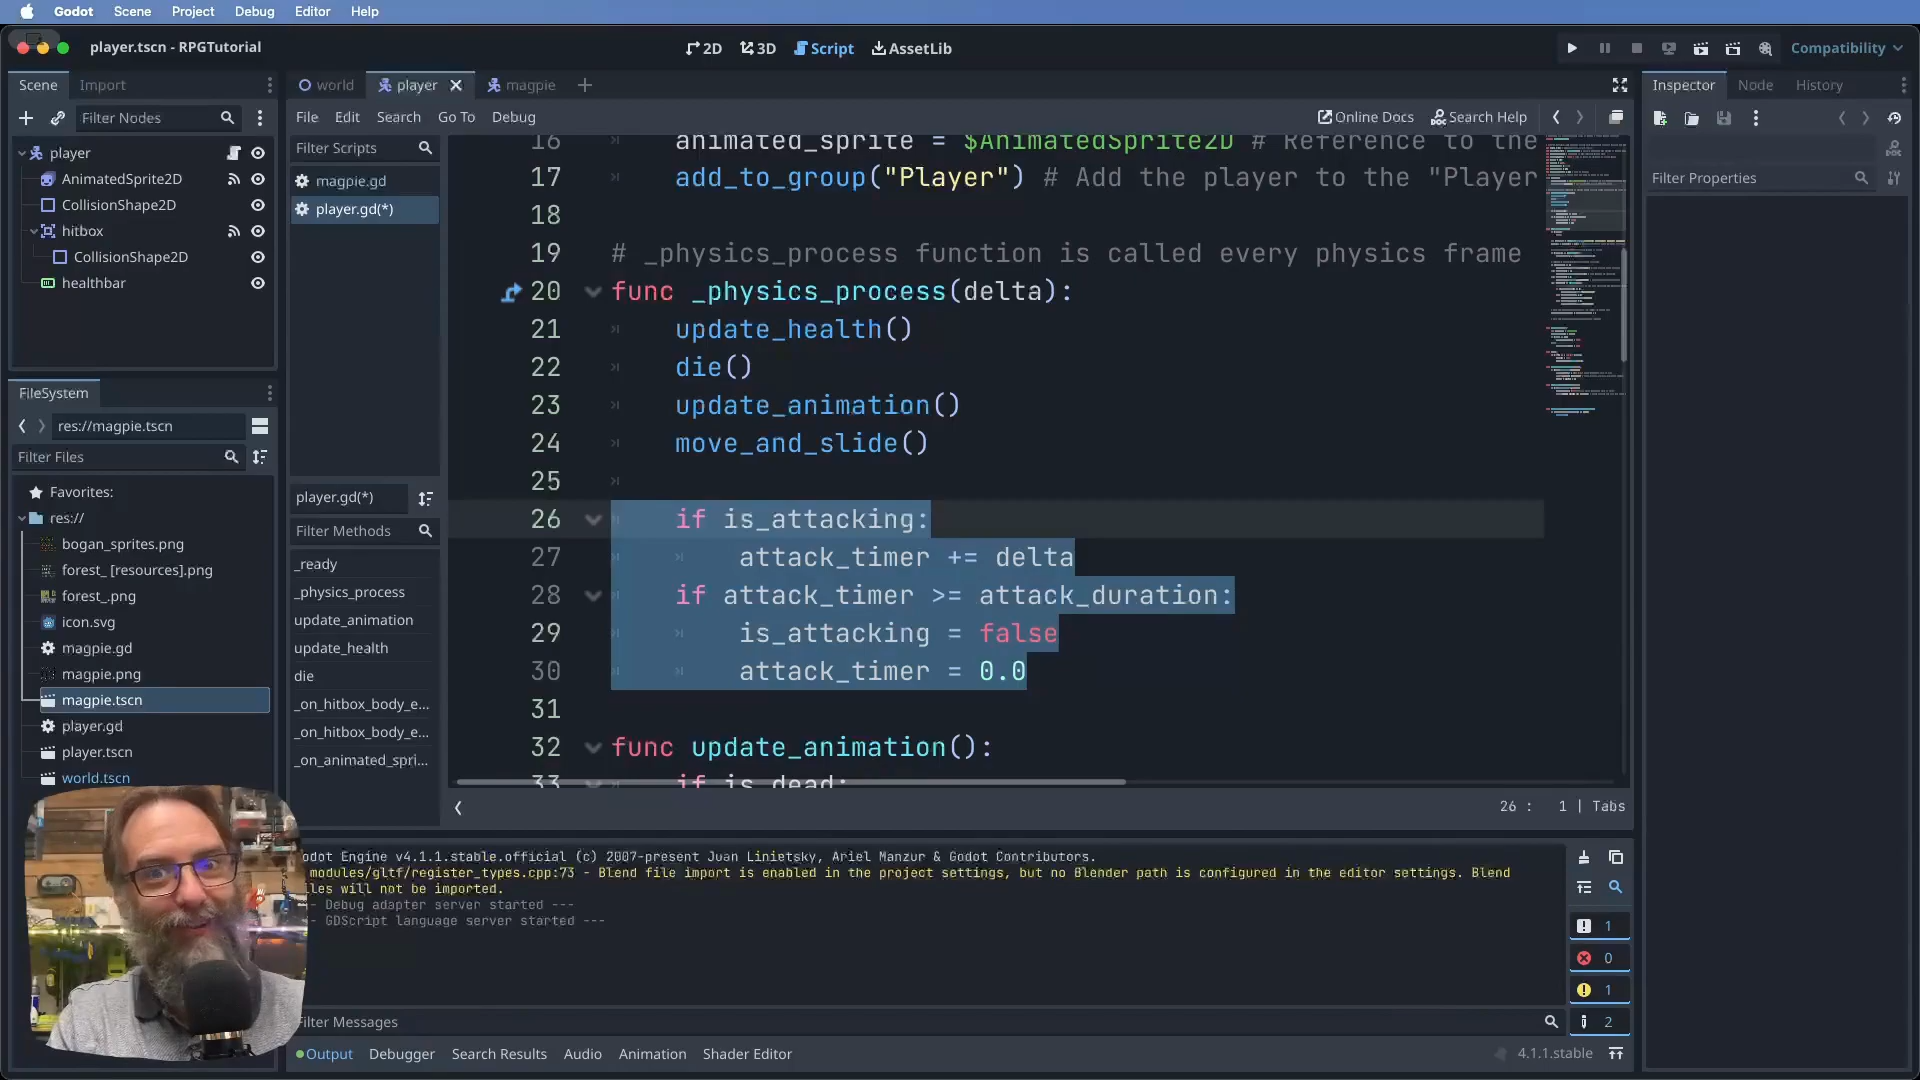 Godot Scene Project Debug Editor Help
player.tscn - RPGTutorial
2D 3D Script AssetLib
Compatibility
Scene Import
Filter Nodes
player
AnimatedSprite2D
CollisionShape2D
hitbox
CollisionShape2D
healthbar
FileSystem
res://magpie.tscn
Filter Files
Favorites:
res://
bogan_sprites.png
forest_ [resources].png
forest_.png
icon.svg
magpie.gd
magpie.png
magpie.tscn
player.gd
player.tscn
world.tscn
world player magpie
File Edit Search Go To Debug
Online Docs Search Help
Filter Scripts
magpie.gd
player.gd(*)
player.gd(*)
Filter Methods
_ready
_physics_process
update_animation
update_health
die
_on_hitbox_body_e...
_on_hitbox_body_e...
_on_animated_spri...
16 animated_sprite = $AnimatedSprite2D # Reference to the
17 add_to_group("Player") # Add the player to the "Player
18
19 # _physics_process function is called every physics frame
20 func _physics_process(delta):
21 update_health()
22 die()
23 update_animation()
24 move_and_slide()
25
26 if is_attacking:
27 attack_timer += delta
28 if attack_timer >= attack_duration:
29 is_attacking = false
30 attack_timer = 0.0
31
32 func update_animation():
33 if is_dead:
26 : 1 | Tabs
odot Engine v4.1.1.stable.official (c) 2007-present Juan Linietsky, Ariel Manzur & Godot Contributors.
modules/gltf/register_types.cpp:73 - Blend file import is enabled in the project settings, but no Blender path is configured in the editor settings. Blend
iles will not be imported.
-- Debug adapter server started ---
-- GDScript language server started ---
1
0
1
2
Filter Messages
Output Debugger Search Results Audio Animation Shader Editor
4.1.1.stable
Inspector Node History
Filter Properties